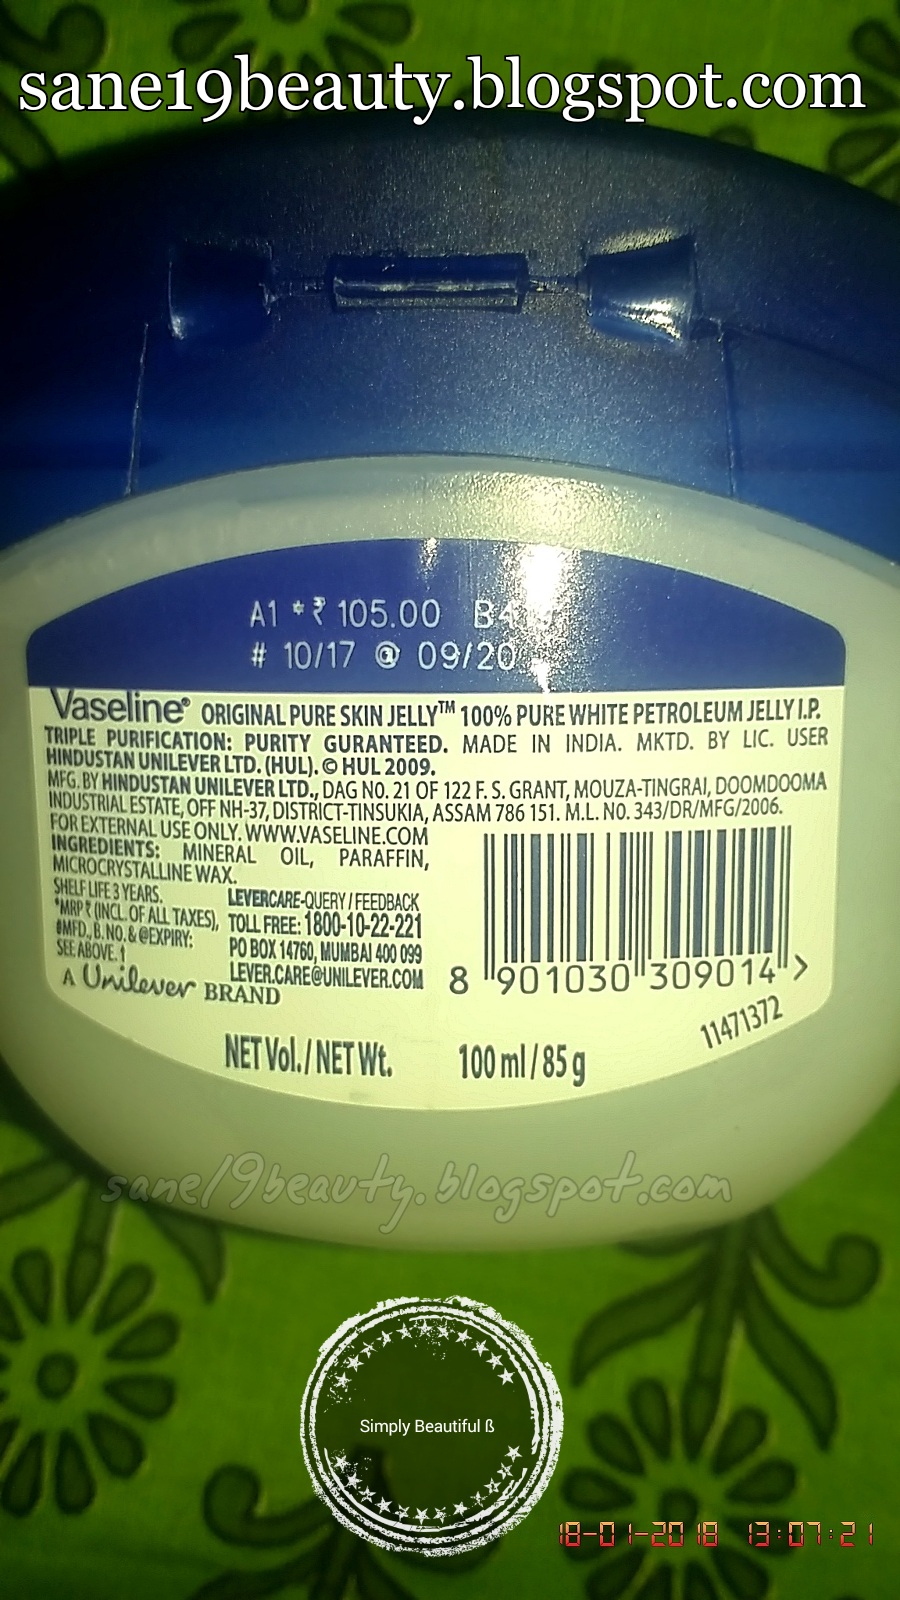 sane19beauty.blogspot.com
A1 *₹ 105.00
# 10/17 @ 09/20
Vaseline® ORIGINAL PURE SKIN JELLY™ 100% PURE WHITE PETROLEUM JELLY I.P.
TRIPLE PURIFICATION: PURITY GURANTEED. MADE IN INDIA. MKTD. BY LIC. USER
HINDUSTAN UNILEVER LTD. (HUL). © HUL 2009.
MFG. BY HINDUSTAN UNILEVER LTD., DAG NO. 21 OF 122 F. S. GRANT, MOUZA-TINGRAI, DOOMDOOMA
INDUSTRIAL ESTATE, OFF NH-37, DISTRICT-TINSUKIA, ASSAM 786 151. M.L. NO. 343/DR/MFG/2006.
FOR EXTERNAL USE ONLY. WWW.VASELINE.COM
INGREDIENTS: MINERAL OIL, PARAFFIN,
MICROCRYSTALLINE WAX.
SHELF LIFE 3 YEARS.
*MRP ₹ (INCL. OF ALL TAXES),
#MFD., B. NO. & @EXPIRY:
SEE ABOVE.1
LEVERCARE-QUERY / FEEDBACK
TOLL FREE: 1800-10-22-221
PO BOX 14760, MUMBAI 400 099
LEVER.CARE@UNILEVER.COM
A Unilever BRAND
8 901030 309014 >
11471372
NET Vol. / NET Wt. 100 ml / 85 g
sane19beauty.blogspot.com
Simply Beautiful ß
18-01-2018 13:07:21